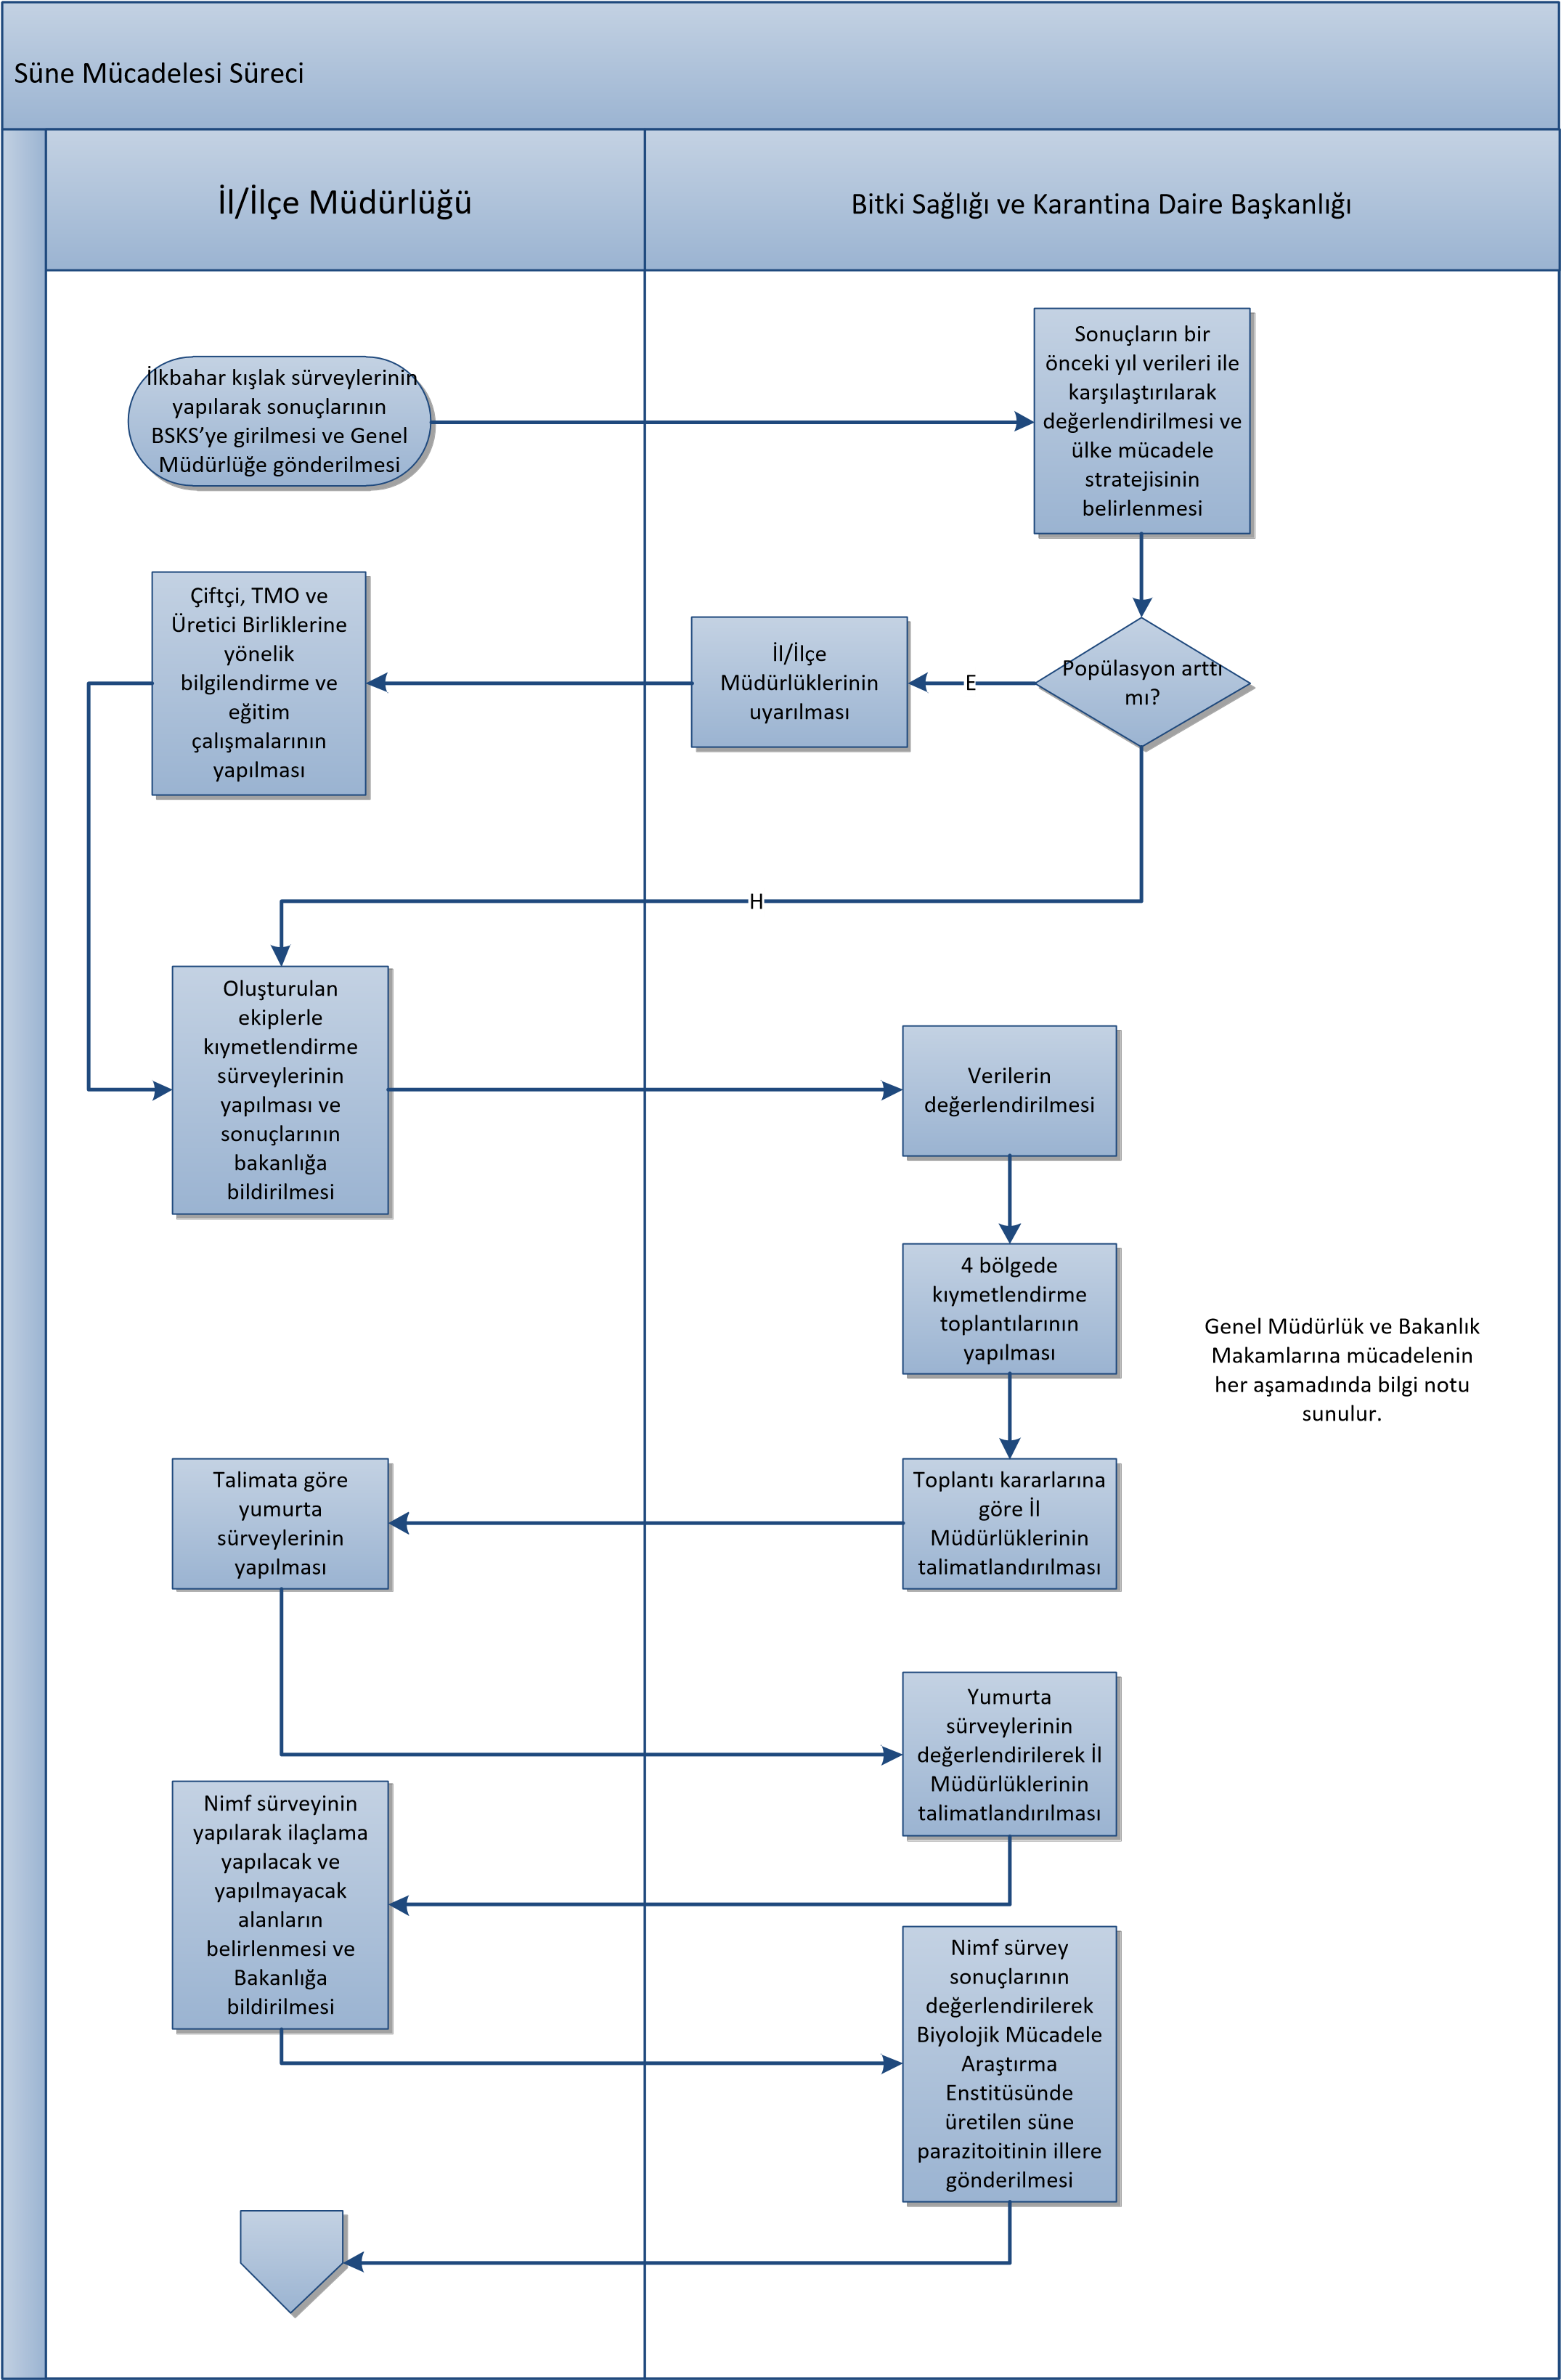 Süne Mücadelesi Süreci
İl/İlçe Müdürlüğü
Bitki Sağlığı ve Karantina Daire Başkanlığı
İlkbahar kışlak sürveylerinin
yapılarak sonuçlarının
BSKS’ye girilmesi ve Genel
Müdürlüğe gönderilmesi
Sonuçların bir
önceki yıl verileri ile
karşılaştırılarak
değerlendirilmesi ve
ülke mücadele
stratejisinin
belirlenmesi
Popülasyon arttı
mı?
E
İl/İlçe
Müdürlüklerinin
uyarılması
Çiftçi, TMO ve
Üretici Birliklerine
yönelik
bilgilendirme ve
eğitim
çalışmalarının
yapılması
H
Oluşturulan
ekiplerle
kıymetlendirme
sürveylerinin
yapılması ve
sonuçlarının
bakanlığa
bildirilmesi
Verilerin
değerlendirilmesi
4 bölgede
kıymetlendirme
toplantılarının
yapılması
Genel Müdürlük ve Bakanlık
Makamlarına mücadelenin
her aşamadında bilgi notu
sunulur.
Toplantı kararlarına
göre İl
Müdürlüklerinin
talimatlandırılması
Talimata göre
yumurta
sürveylerinin
yapılması
Yumurta
sürveylerinin
değerlendirilerek İl
Müdürlüklerinin
talimatlandırılması
Nimf sürveyinin
yapılarak ilaçlama
yapılacak ve
yapılmayacak
alanların
belirlenmesi ve
Bakanlığa
bildirilmesi
Nimf sürvey
sonuçlarının
değerlendirilerek
Biyolojik Mücadele
Araştırma
Enstitüsünde
üretilen süne
parazitoitinin illere
gönderilmesi